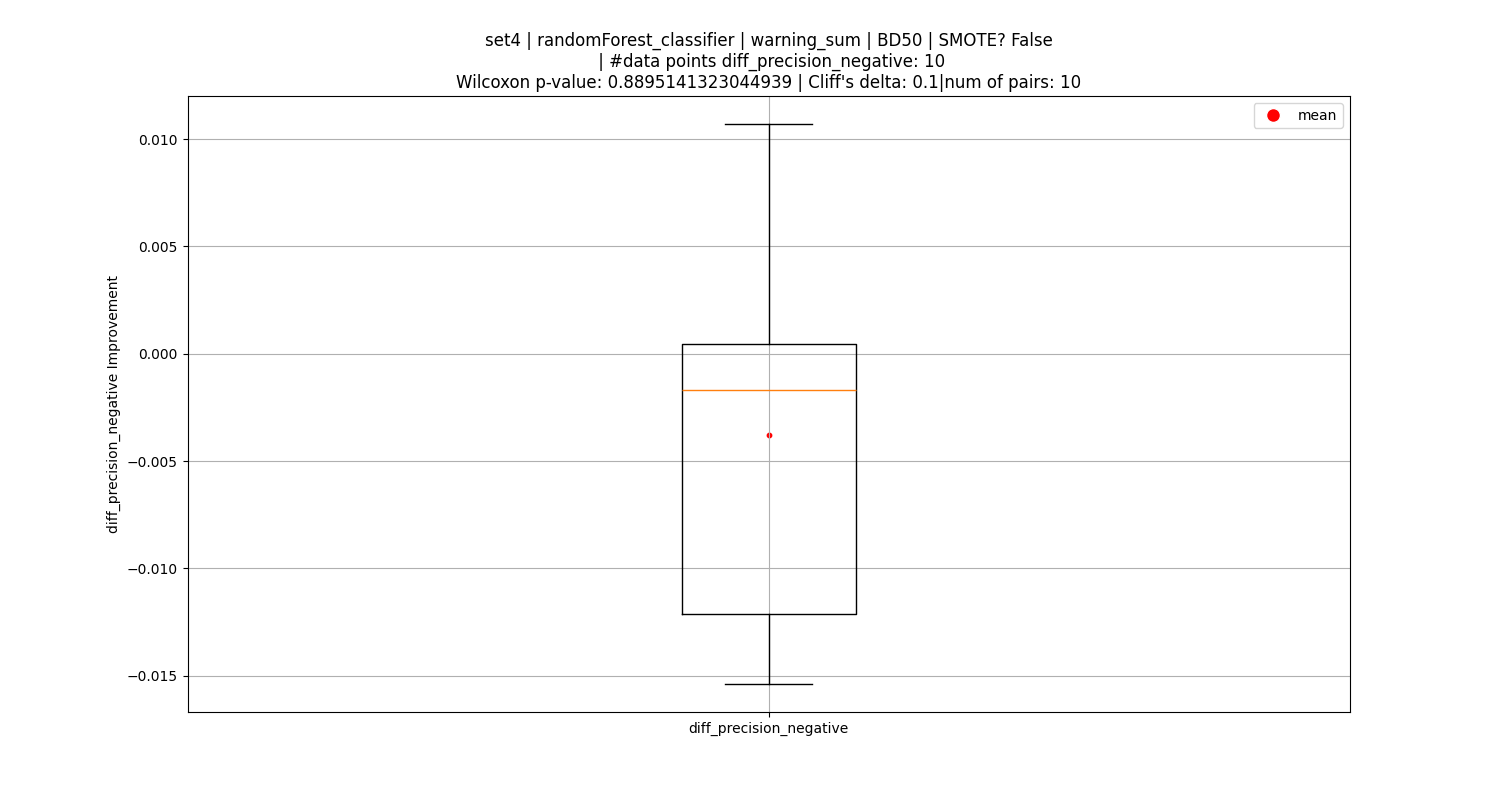 set4 | randomForest_classifier | warning_sum | BD50 | SMOTE? False
| #data points diff_precision_negative: 10
Wilcoxon p-value: 0.8895141323044939 | Cliff's delta: 0.1|num of pairs: 10
mean
0.010
0.005
0.000
−0.005
−0.010
−0.015
diff_precision_negative Improvement
diff_precision_negative